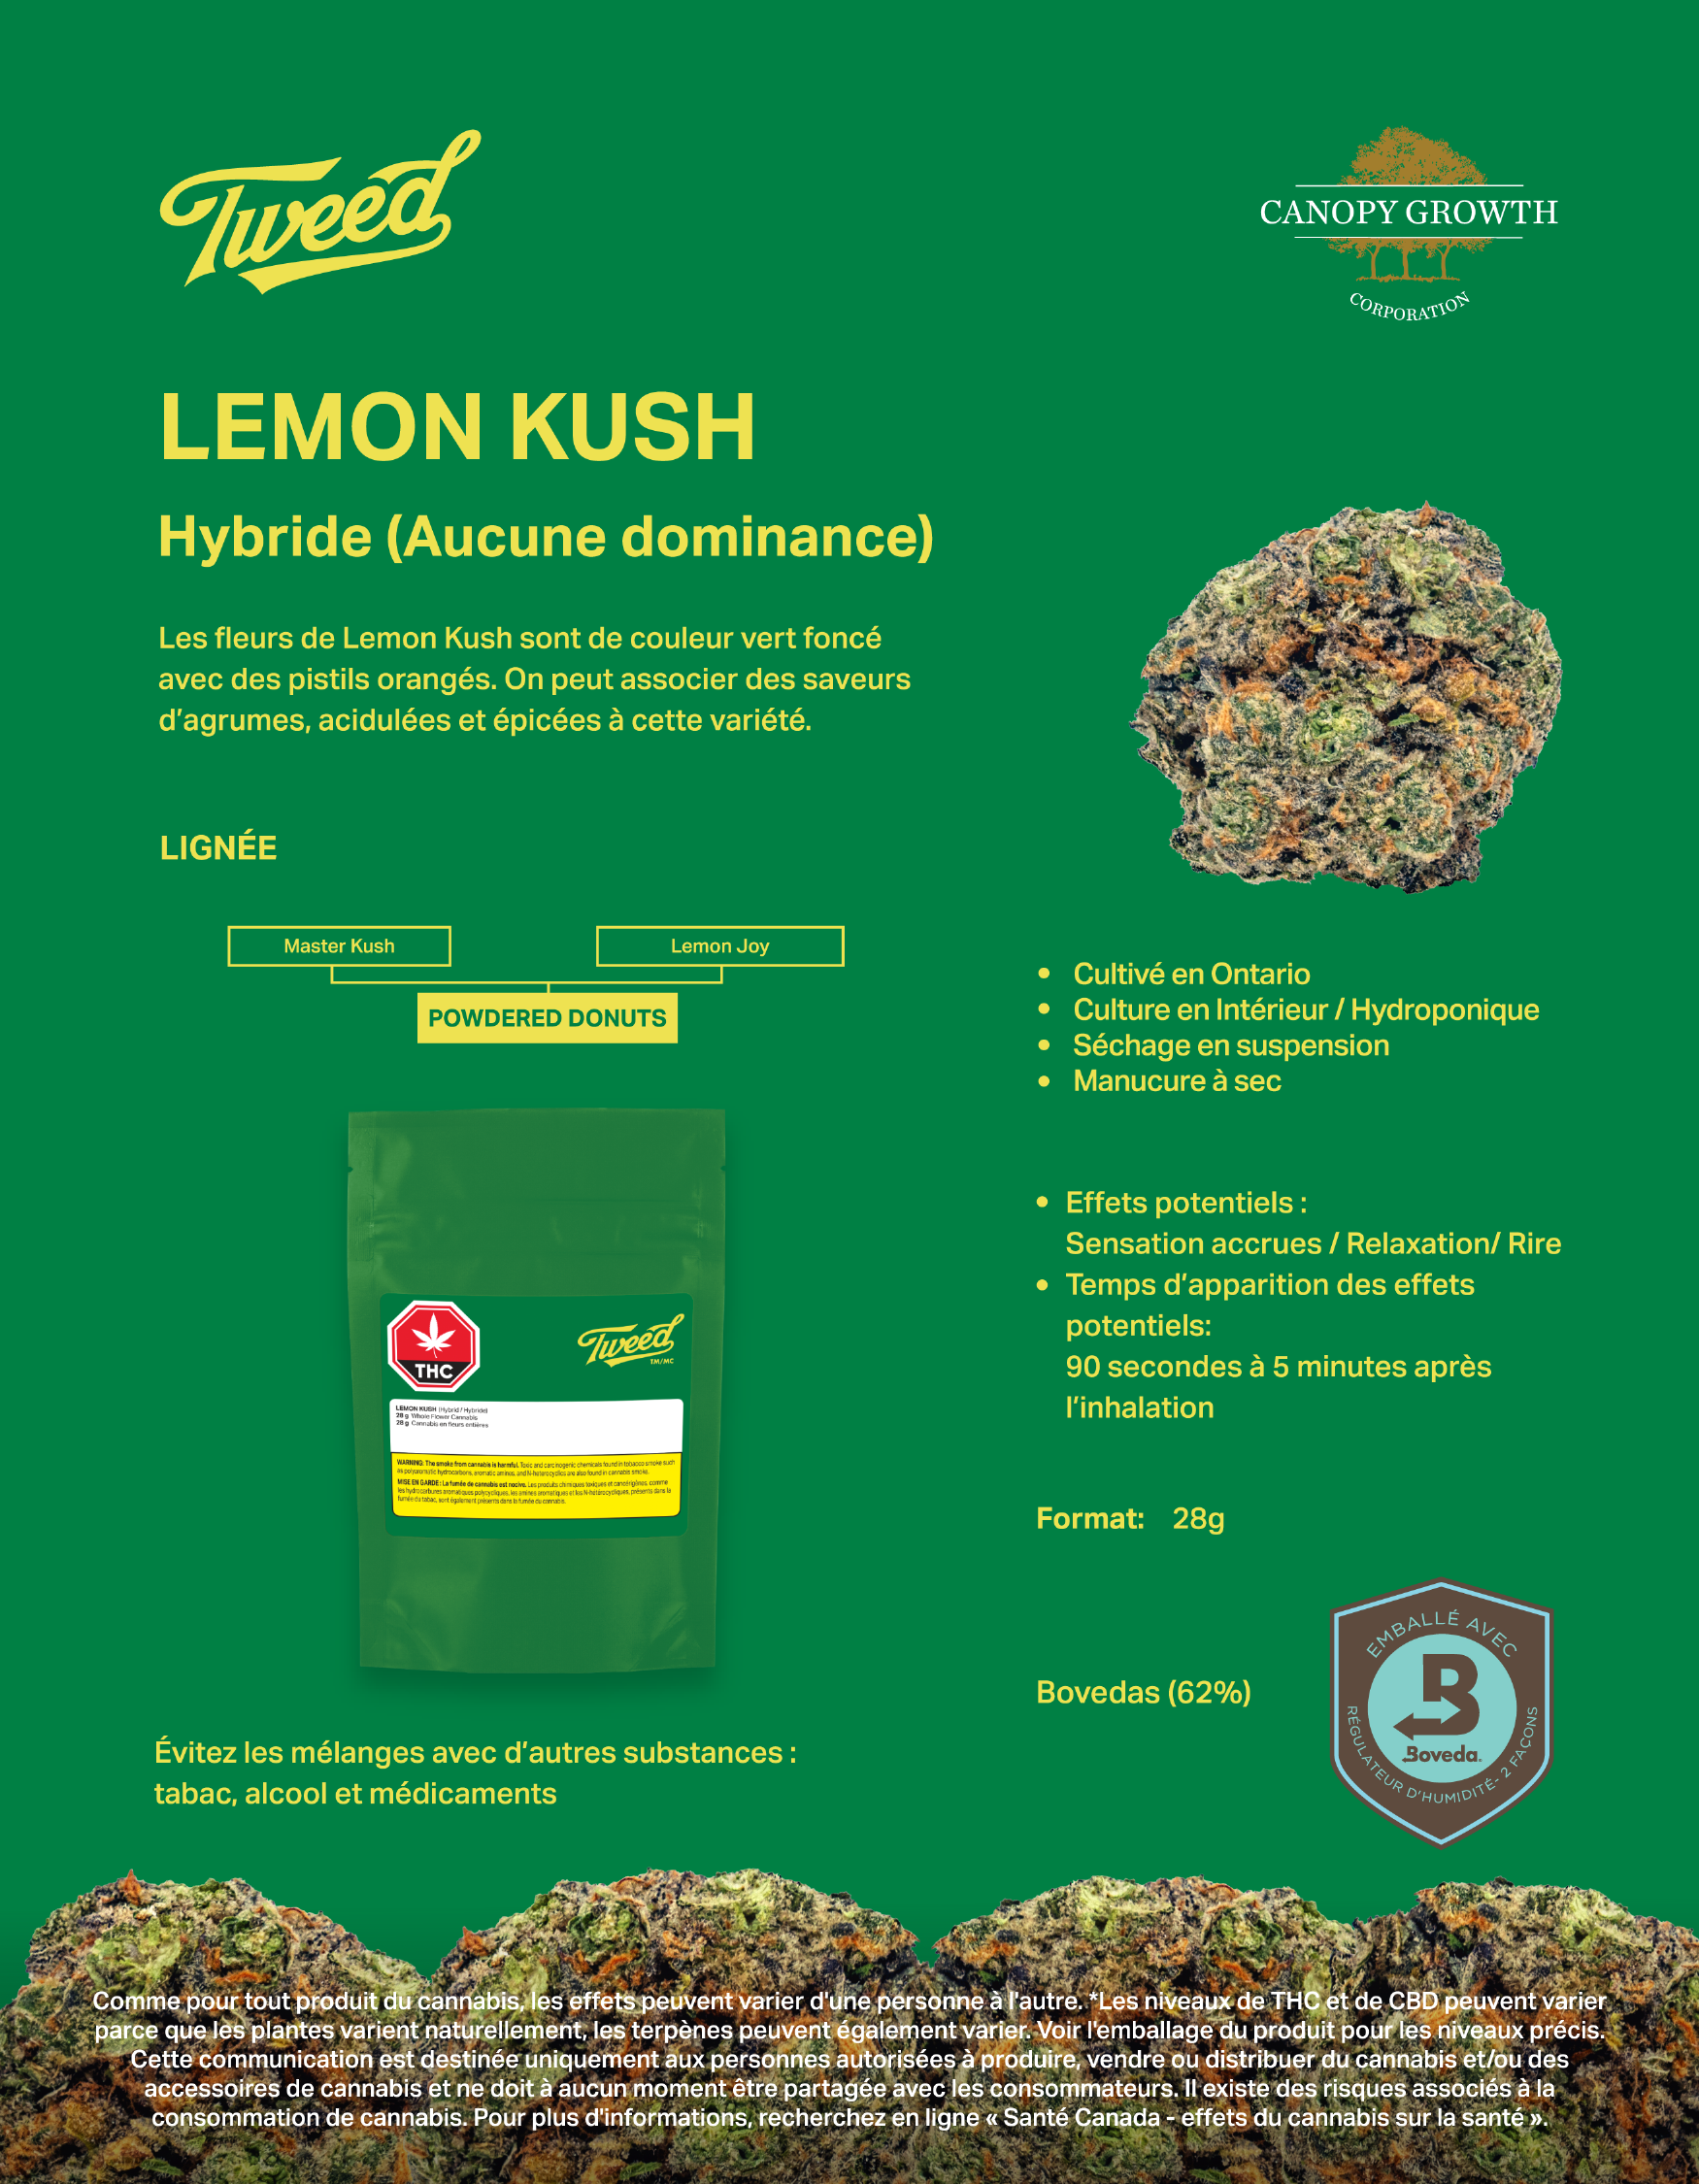 Tweed
CANOPY GROWTH
CORPORATION
LEMON KUSH
Hybride (Aucune dominance)
Les fleurs de Lemon Kush sont de couleur vert foncé
avec des pistils orangés. On peut associer des saveurs
d’agrumes, acidulées et épicées à cette variété.
LIGNÉE
Master Kush
Lemon Joy
POWDERED DONUTS
THC
Tweed
TM/MC
LEMON KUSH (Hybrid / Hybride)
28 g Whole Flower Cannabis
28 g Cannabis en fleurs entières
WARNING: The smoke from cannabis is harmful. Toxic and carcinogenic chemicals found in tobacco smoke such
as polyaromatic hydrocarbons, aromatic amines, and N-heterocyclics are also found in cannabis smoke.
MISE EN GARDE : La fumée de cannabis est nocive. Les produits chimiques toxiques et cancérigènes, comme
les hydrocarbures aromatiques polycycliques, les amines aromatiques et les N-hétérocycliques, présents dans la
fumée du tabac, sont également présents dans la fumée du cannabis.
Évitez les mélanges avec d’autres substances :
tabac, alcool et médicaments
• Cultivé en Ontario
• Culture en Intérieur / Hydroponique
• Séchage en suspension
• Manucure à sec
• Effets potentiels :
Sensation accrues / Relaxation/ Rire
• Temps d’apparition des effets
potentiels:
90 secondes à 5 minutes après
l’inhalation
Format: 28g
Bovedas (62%)
EMBALLÉ AVEC
B
Boveda.
RÉGULATEUR D'HUMIDITÉ- 2 FAÇONS
Comme pour tout produit du cannabis, les effets peuvent varier d'une personne à l'autre. *Les niveaux de THC et de CBD peuvent varier
parce que les plantes varient naturellement, les terpènes peuvent également varier. Voir l'emballage du produit pour les niveaux précis.
Cette communication est destinée uniquement aux personnes autorisées à produire, vendre ou distribuer du cannabis et/ou des
accessoires de cannabis et ne doit à aucun moment être partagée avec les consommateurs. Il existe des risques associés à la
consommation de cannabis. Pour plus d'informations, recherchez en ligne « Santé Canada - effets du cannabis sur la santé ».